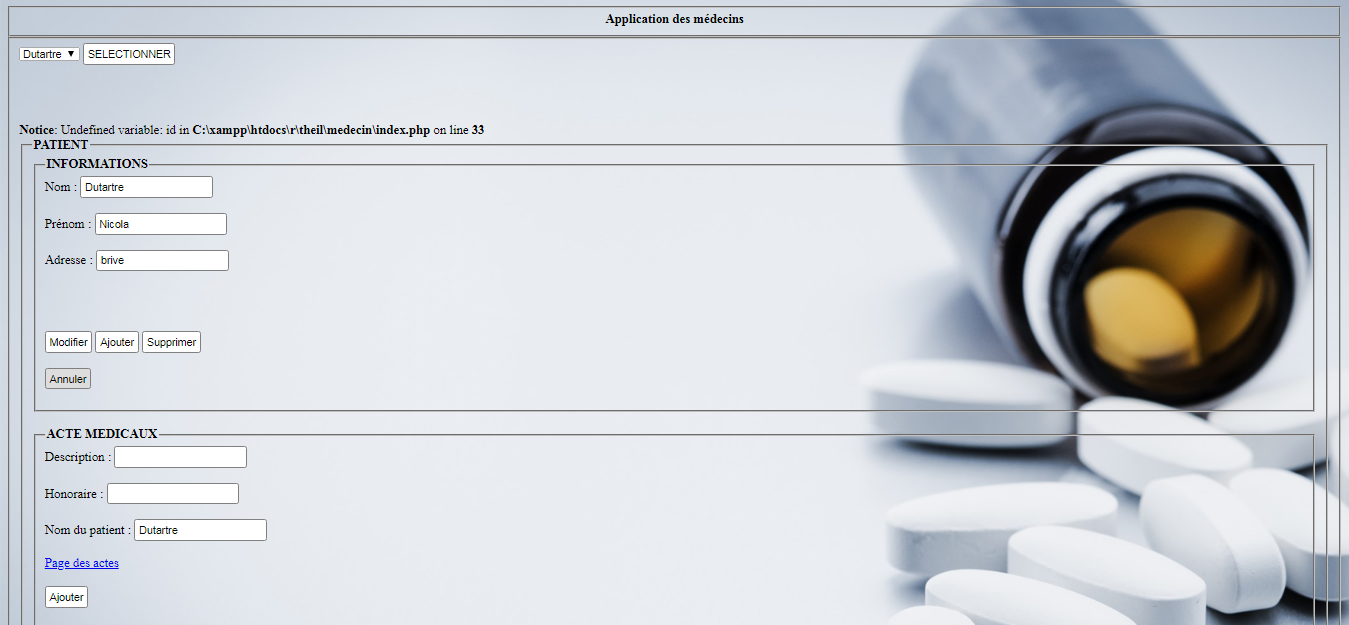 Application des médecins
Dutartre ▼ SELECTIONNER
Notice: Undefined variable: id in C:\xampp\htdocs\r\theil\medecin\index.php on line 33
PATIENT
INFORMATIONS
Nom : Dutartre
Prénom : Nicola
Adresse : brive
Modifier Ajouter Supprimer
Annuler
ACTE MEDICAUX
Description :
Honoraire :
Nom du patient : Dutartre
Page des actes
Ajouter